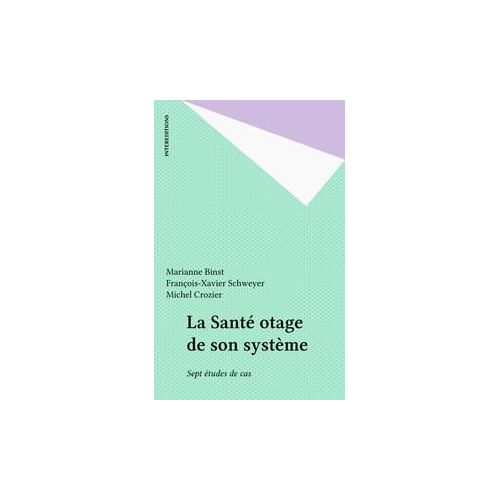 INTEREDITIONS
Marianne Binst
François-Xavier Schweyer
Michel Crozier
La Santé otage
de son système
Sept études de cas